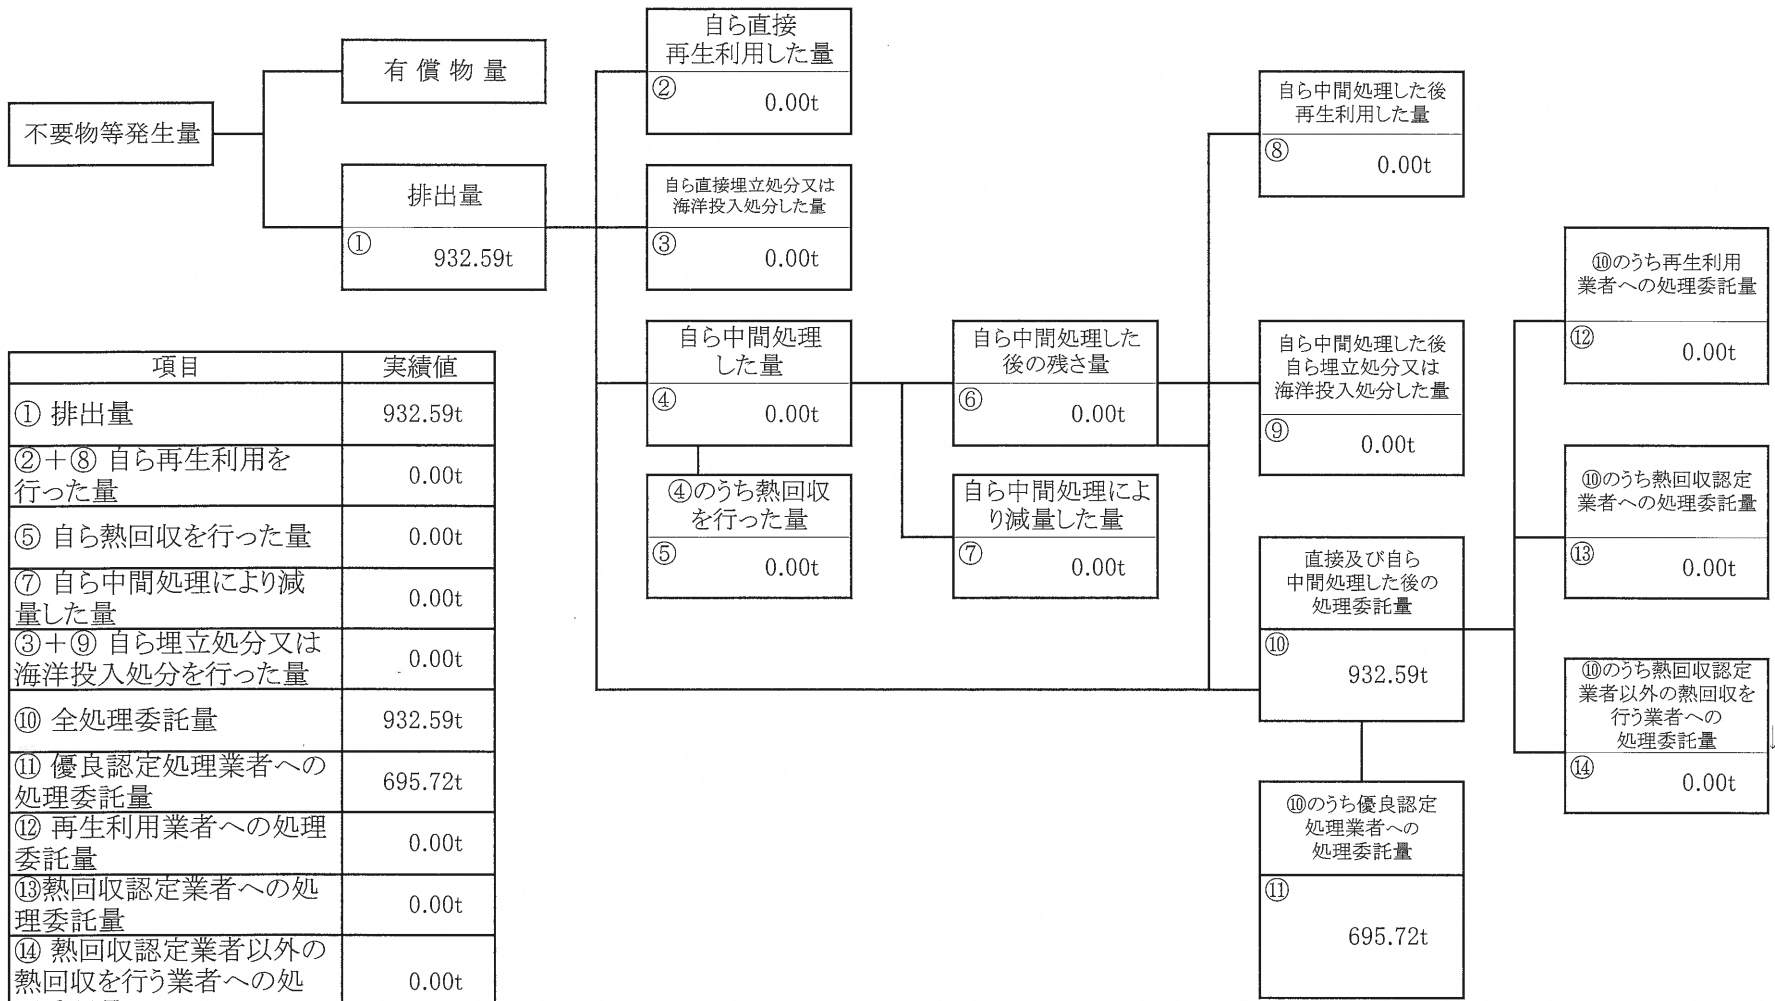 不要物等発生量
有 償 物 量
排出量
①
932.59t
自ら直接
再生利用した量
②
0.00t
自ら直接埋立処分又は
海洋投入処分した量
③
0.00t
自ら中間処理
した量
④
0.00t
④のうち熱回収
を行った量
⑤
0.00t
自ら中間処理した
後の残さ量
⑥
0.00t
自ら中間処理によ
り減量した量
⑦
0.00t
自ら中間処理した後
再生利用した量
⑧
0.00t
自ら中間処理した後
自ら埋立処分又は
海洋投入処分した量
⑨
0.00t
直接及び自ら
中間処理した後の
処理委託量
⑩
932.59t
⑩のうち優良認定
処理業者への
処理委託量
⑪
695.72t
⑩のうち再生利用
業者への処理委託量
⑫
0.00t
⑩のうち熱回収認定
業者への処理委託量
⑬
0.00t
⑩のうち熱回収認定
業者以外の熱回収を
行う業者への
処理委託量
⑭
0.00t
項目 実績値
① 排出量 932.59t
②＋⑧ 自ら再生利用を
行った量
0.00t
⑤ 自ら熱回収を行った量 0.00t
⑦ 自ら中間処理により減
量した量
0.00t
③＋⑨ 自ら埋立処分又は
海洋投入処分を行った量
0.00t
⑩ 全処理委託量 932.59t
⑪ 優良認定処理業者への
処理委託量
695.72t
⑫ 再生利用業者への処理
委託量
0.00t
⑬熱回収認定業者への処
理委託量
0.00t
⑭ 熱回収認定業者以外の
熱回収を行う業者への処
0.00t